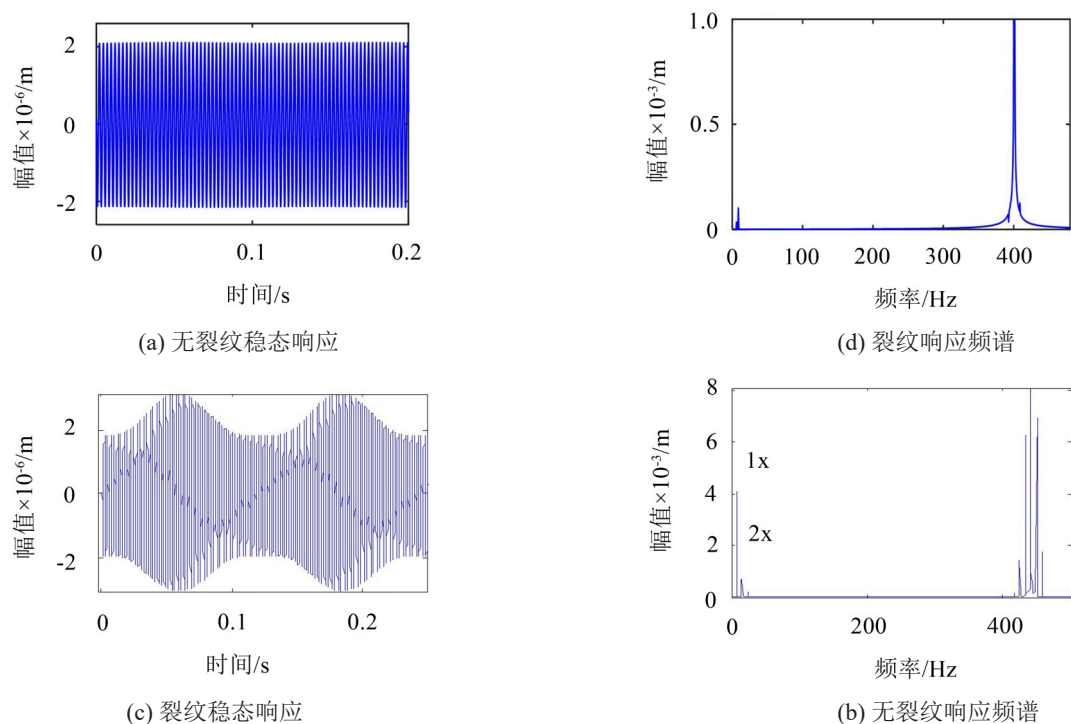 幅值×10⁻⁶/m
2
0
-2
0
0.1
0.2
时间/s
(a) 无裂纹稳态响应
幅值×10⁻³/m
1.0
0.5
0
0
100
200
300
400
频率/Hz
(d) 裂纹响应频谱
幅值×10⁻⁶/m
2
0
-2
0
0.1
0.2
时间/s
(c) 裂纹稳态响应
幅值×10⁻³/m
8
6
4
2
0
1x
2x
0
200
400
频率/Hz
(b) 无裂纹响应频谱